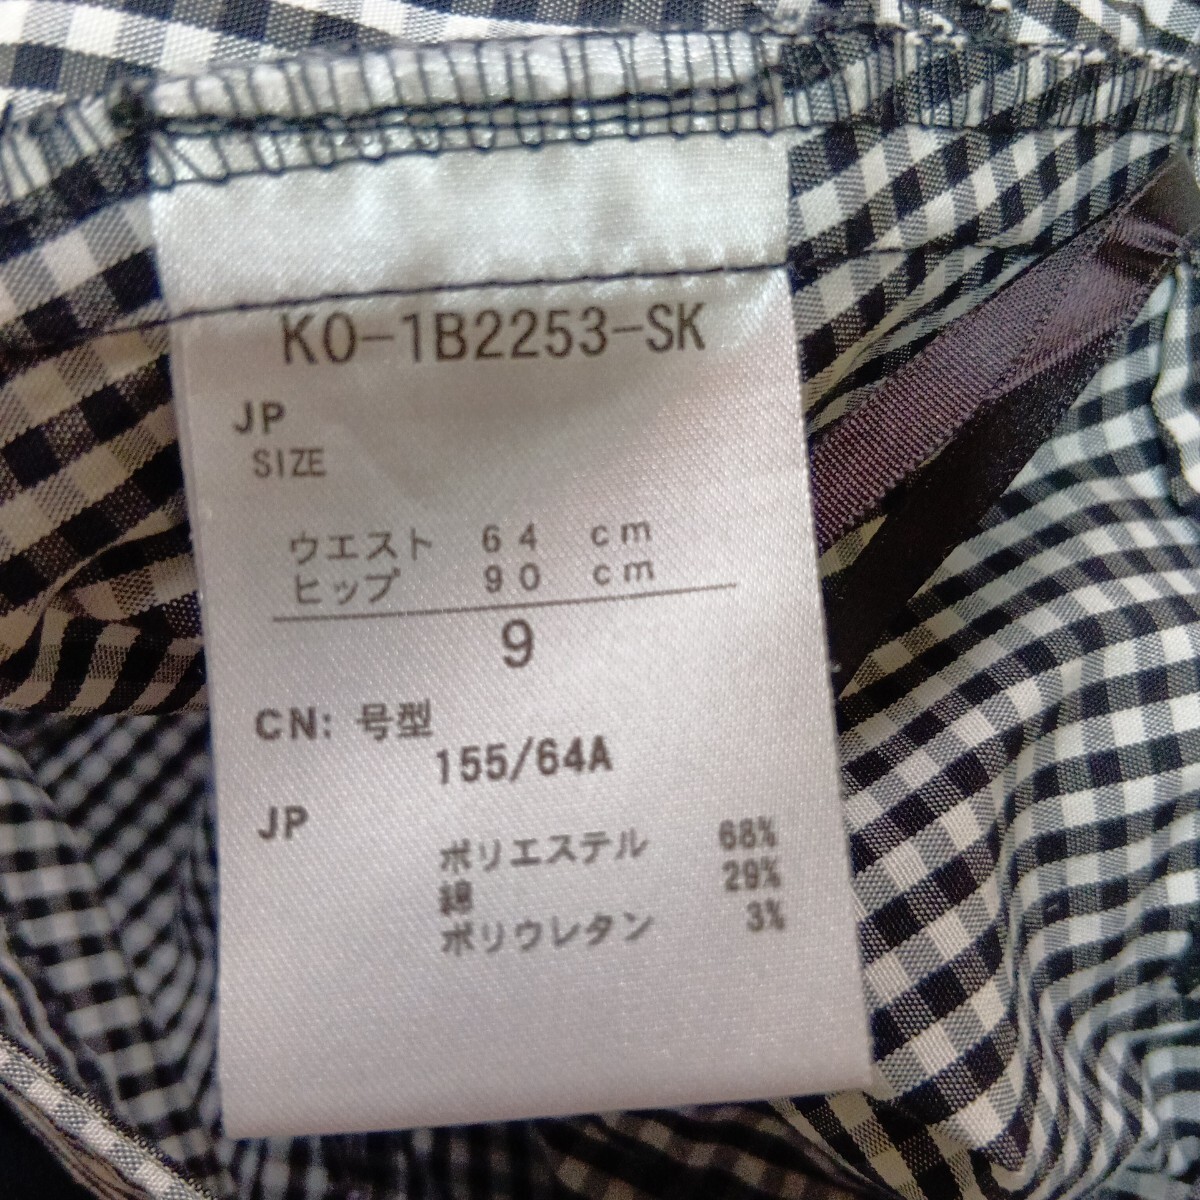 KO-1B2253-SK
JP
SIZE
ウエスト 64 cm
ヒップ 90 cm
9
CN: 号型
155/64A
JP
ポリエステル 68%
綿 29%
ポリウレタン 3%